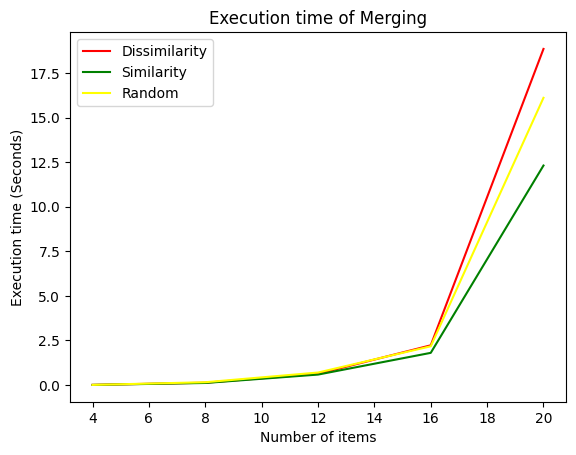 Execution time of Merging
Dissimilarity
Similarity
Random
Execution time (Seconds)
17.5
15.0
12.5
10.0
7.5
5.0
2.5
0.0
4 6 8 10 12 14 16 18 20
Number of items